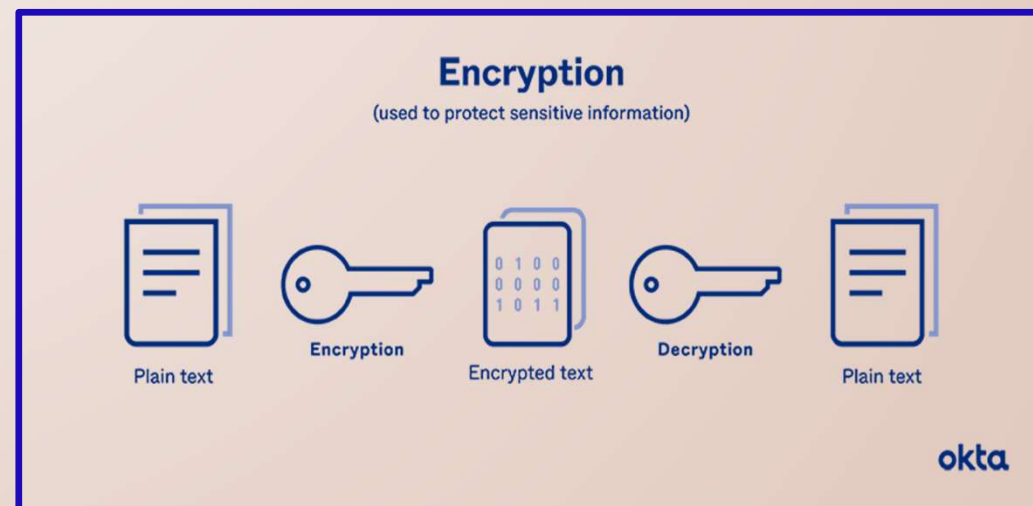 Encryption
(used to protect sensitive information)
0 1 0 0
0 0 0 0
1 0 1 1
Encryption
Decryption
Plain text
Encrypted text
Plain text
okta